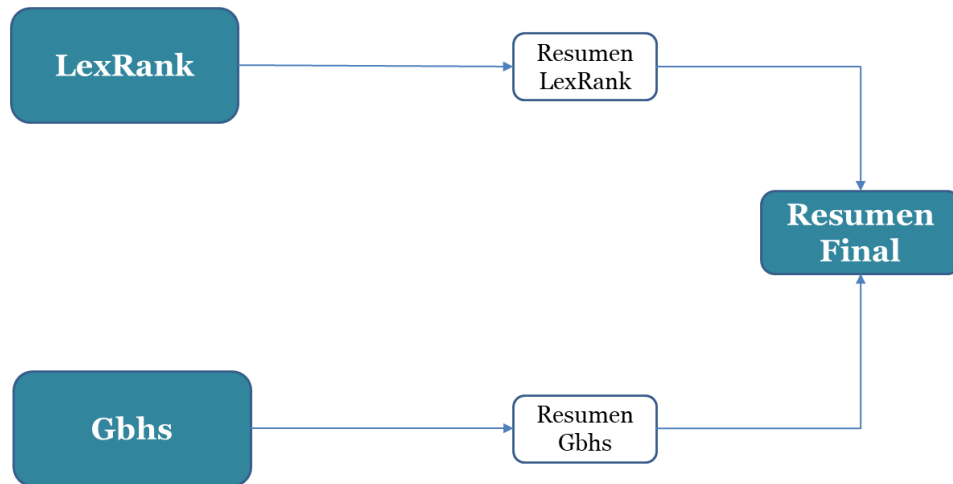 LexRank
Resumen
LexRank
Resumen
Final
Gbhs
Resumen
Gbhs